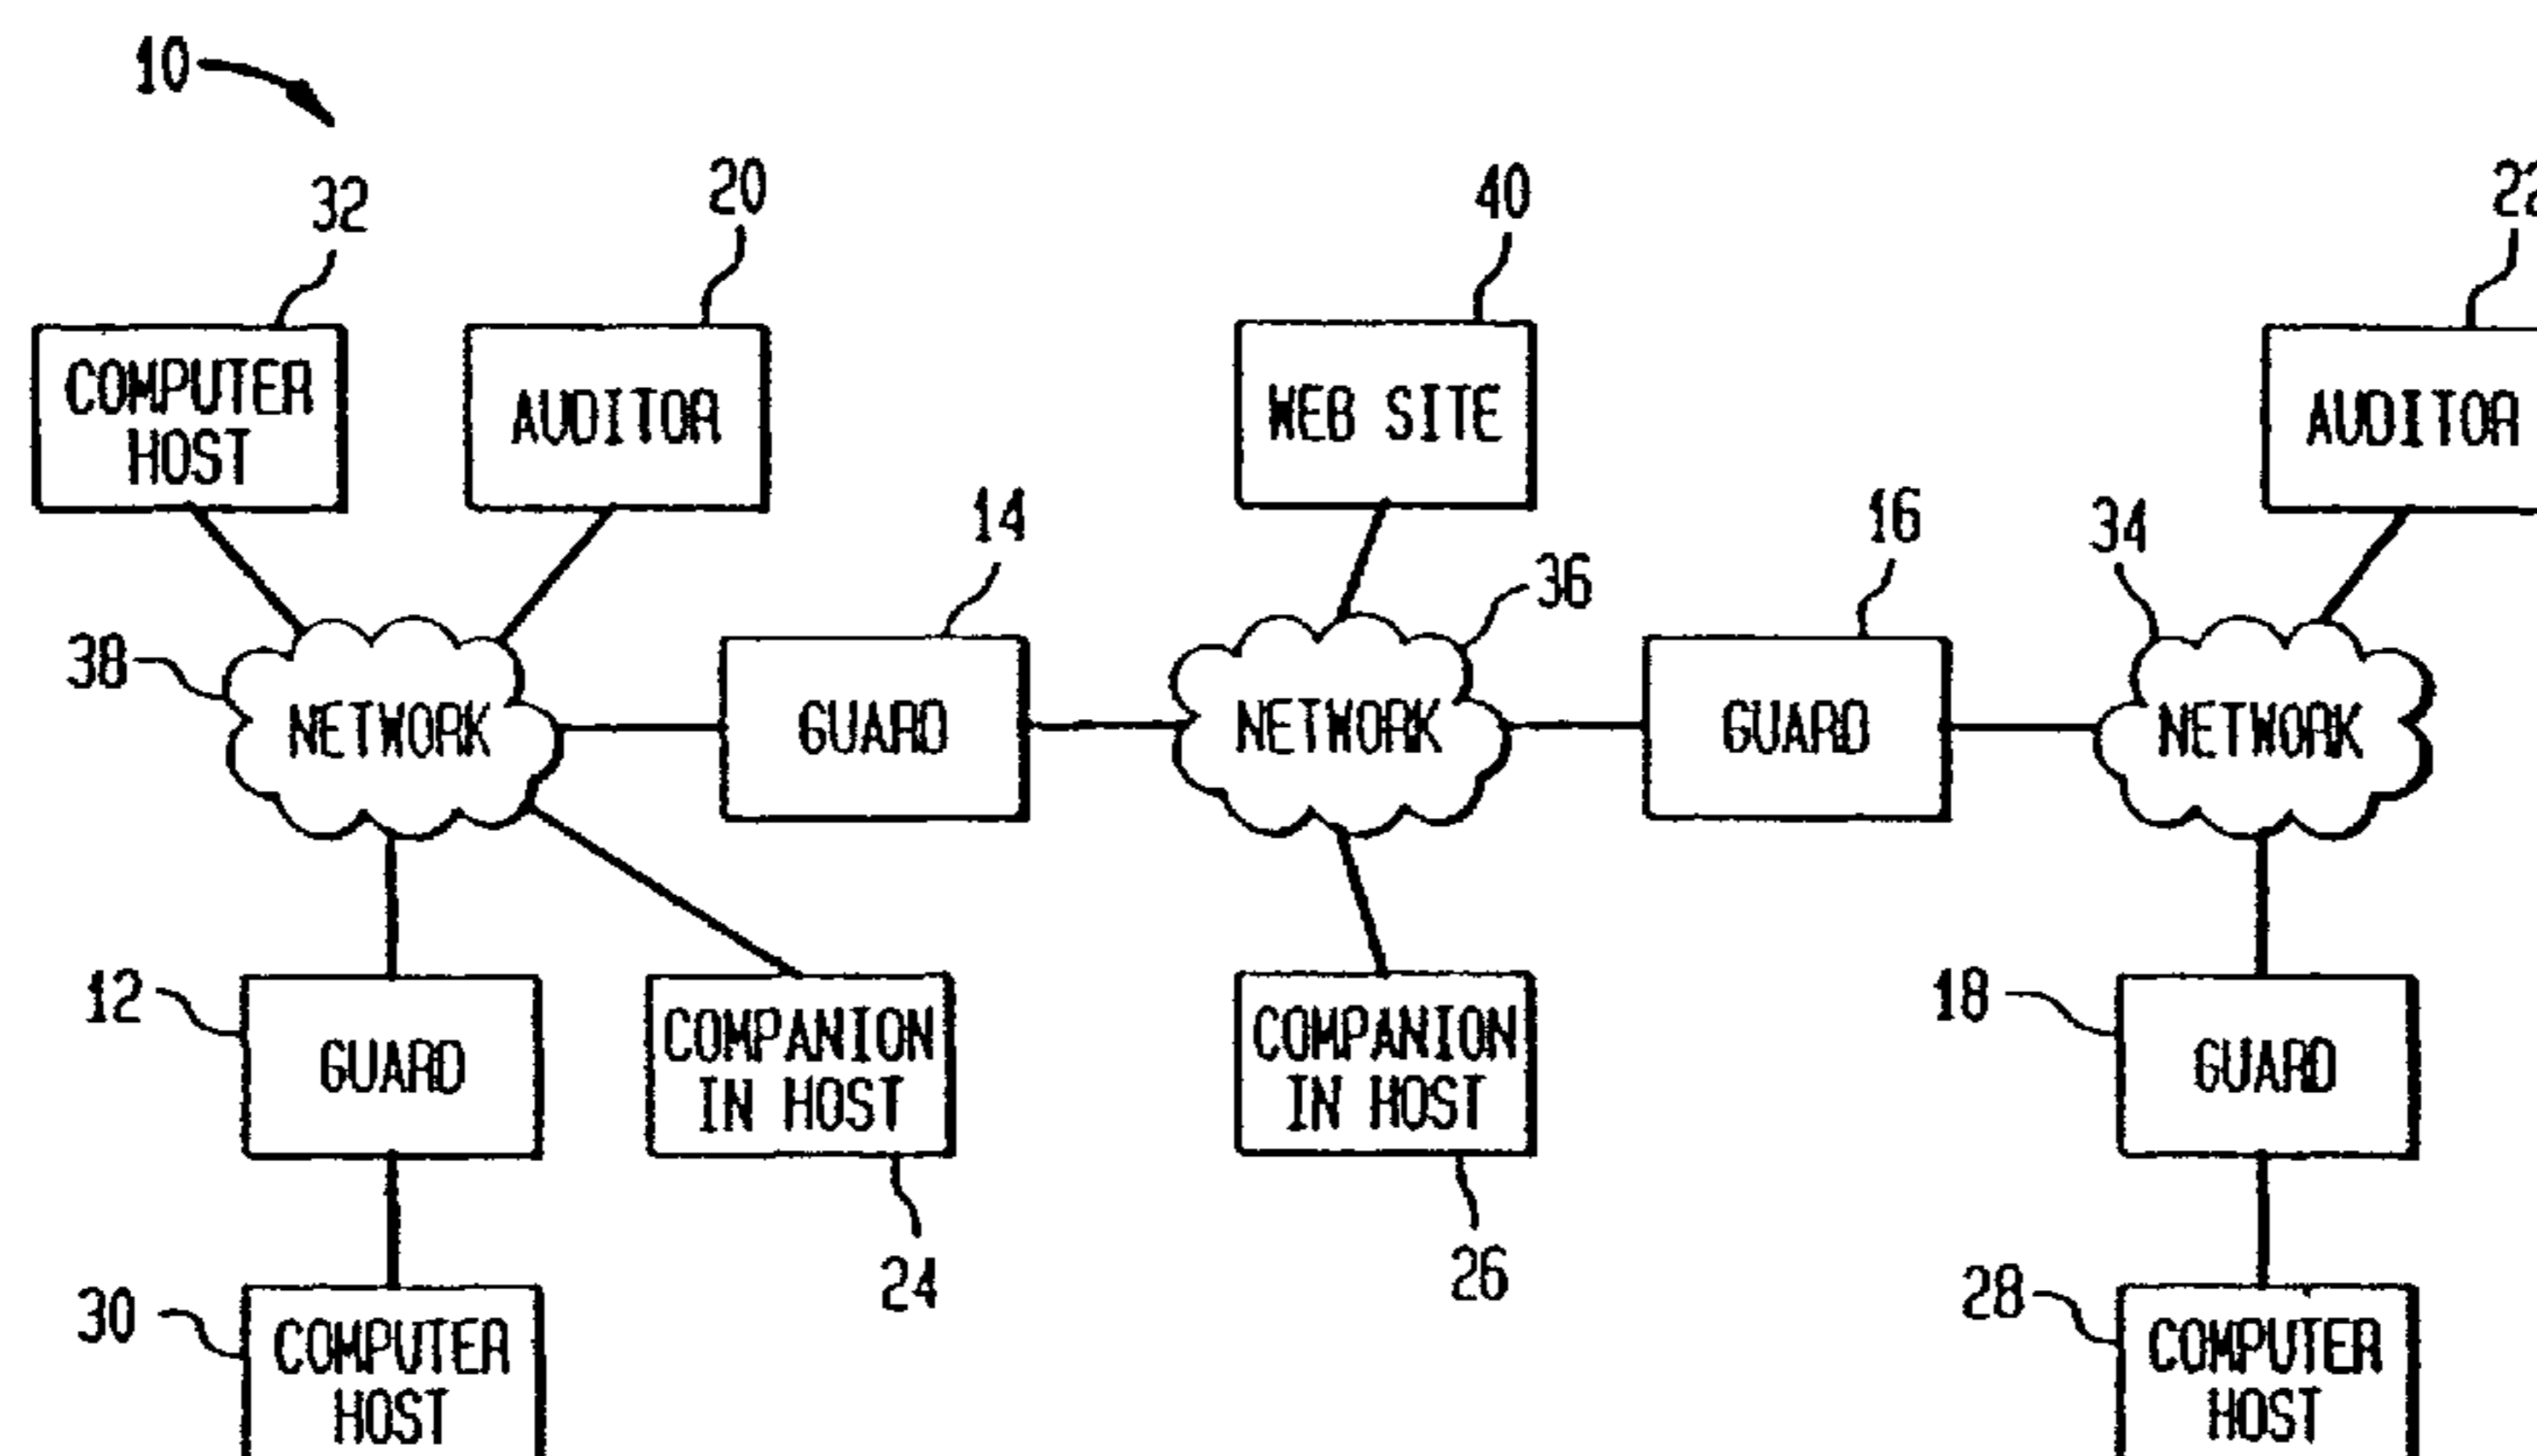 10
32
20
40
22
COMPUTER
HOST
AUDITOR
WEB SITE
AUDITOR
14
36
16
34
38
NETWORK
GUARD
NETWORK
GUARD
NETWORK
12
GUARD
COMPANION
IN HOST
COMPANION
IN HOST
18
GUARD
24
26
30
COMPUTER
HOST
28
COMPUTER
HOST